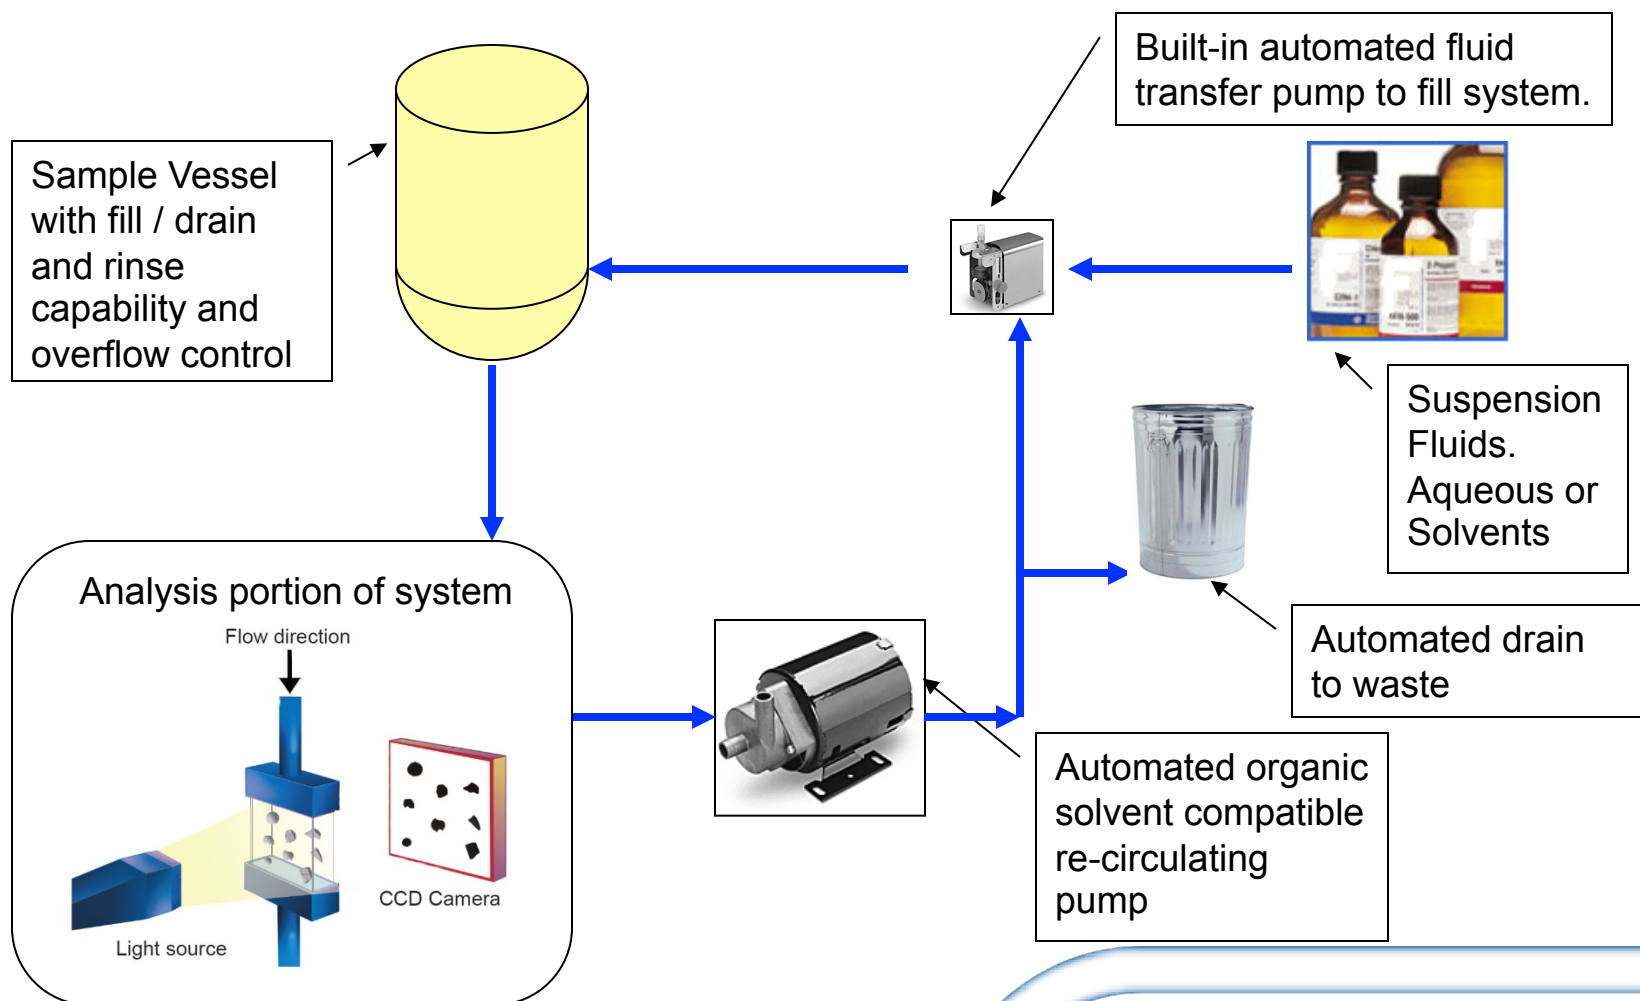 Built-in automated fluid
transfer pump to fill system.
Sample Vessel
with fill / drain
and rinse
capability and
overflow control
Suspension
Fluids.
Aqueous or
Solvents
Analysis portion of system
Flow direction
CCD Camera
Light source
Automated drain
to waste
Automated organic
solvent compatible
re-circulating
pump